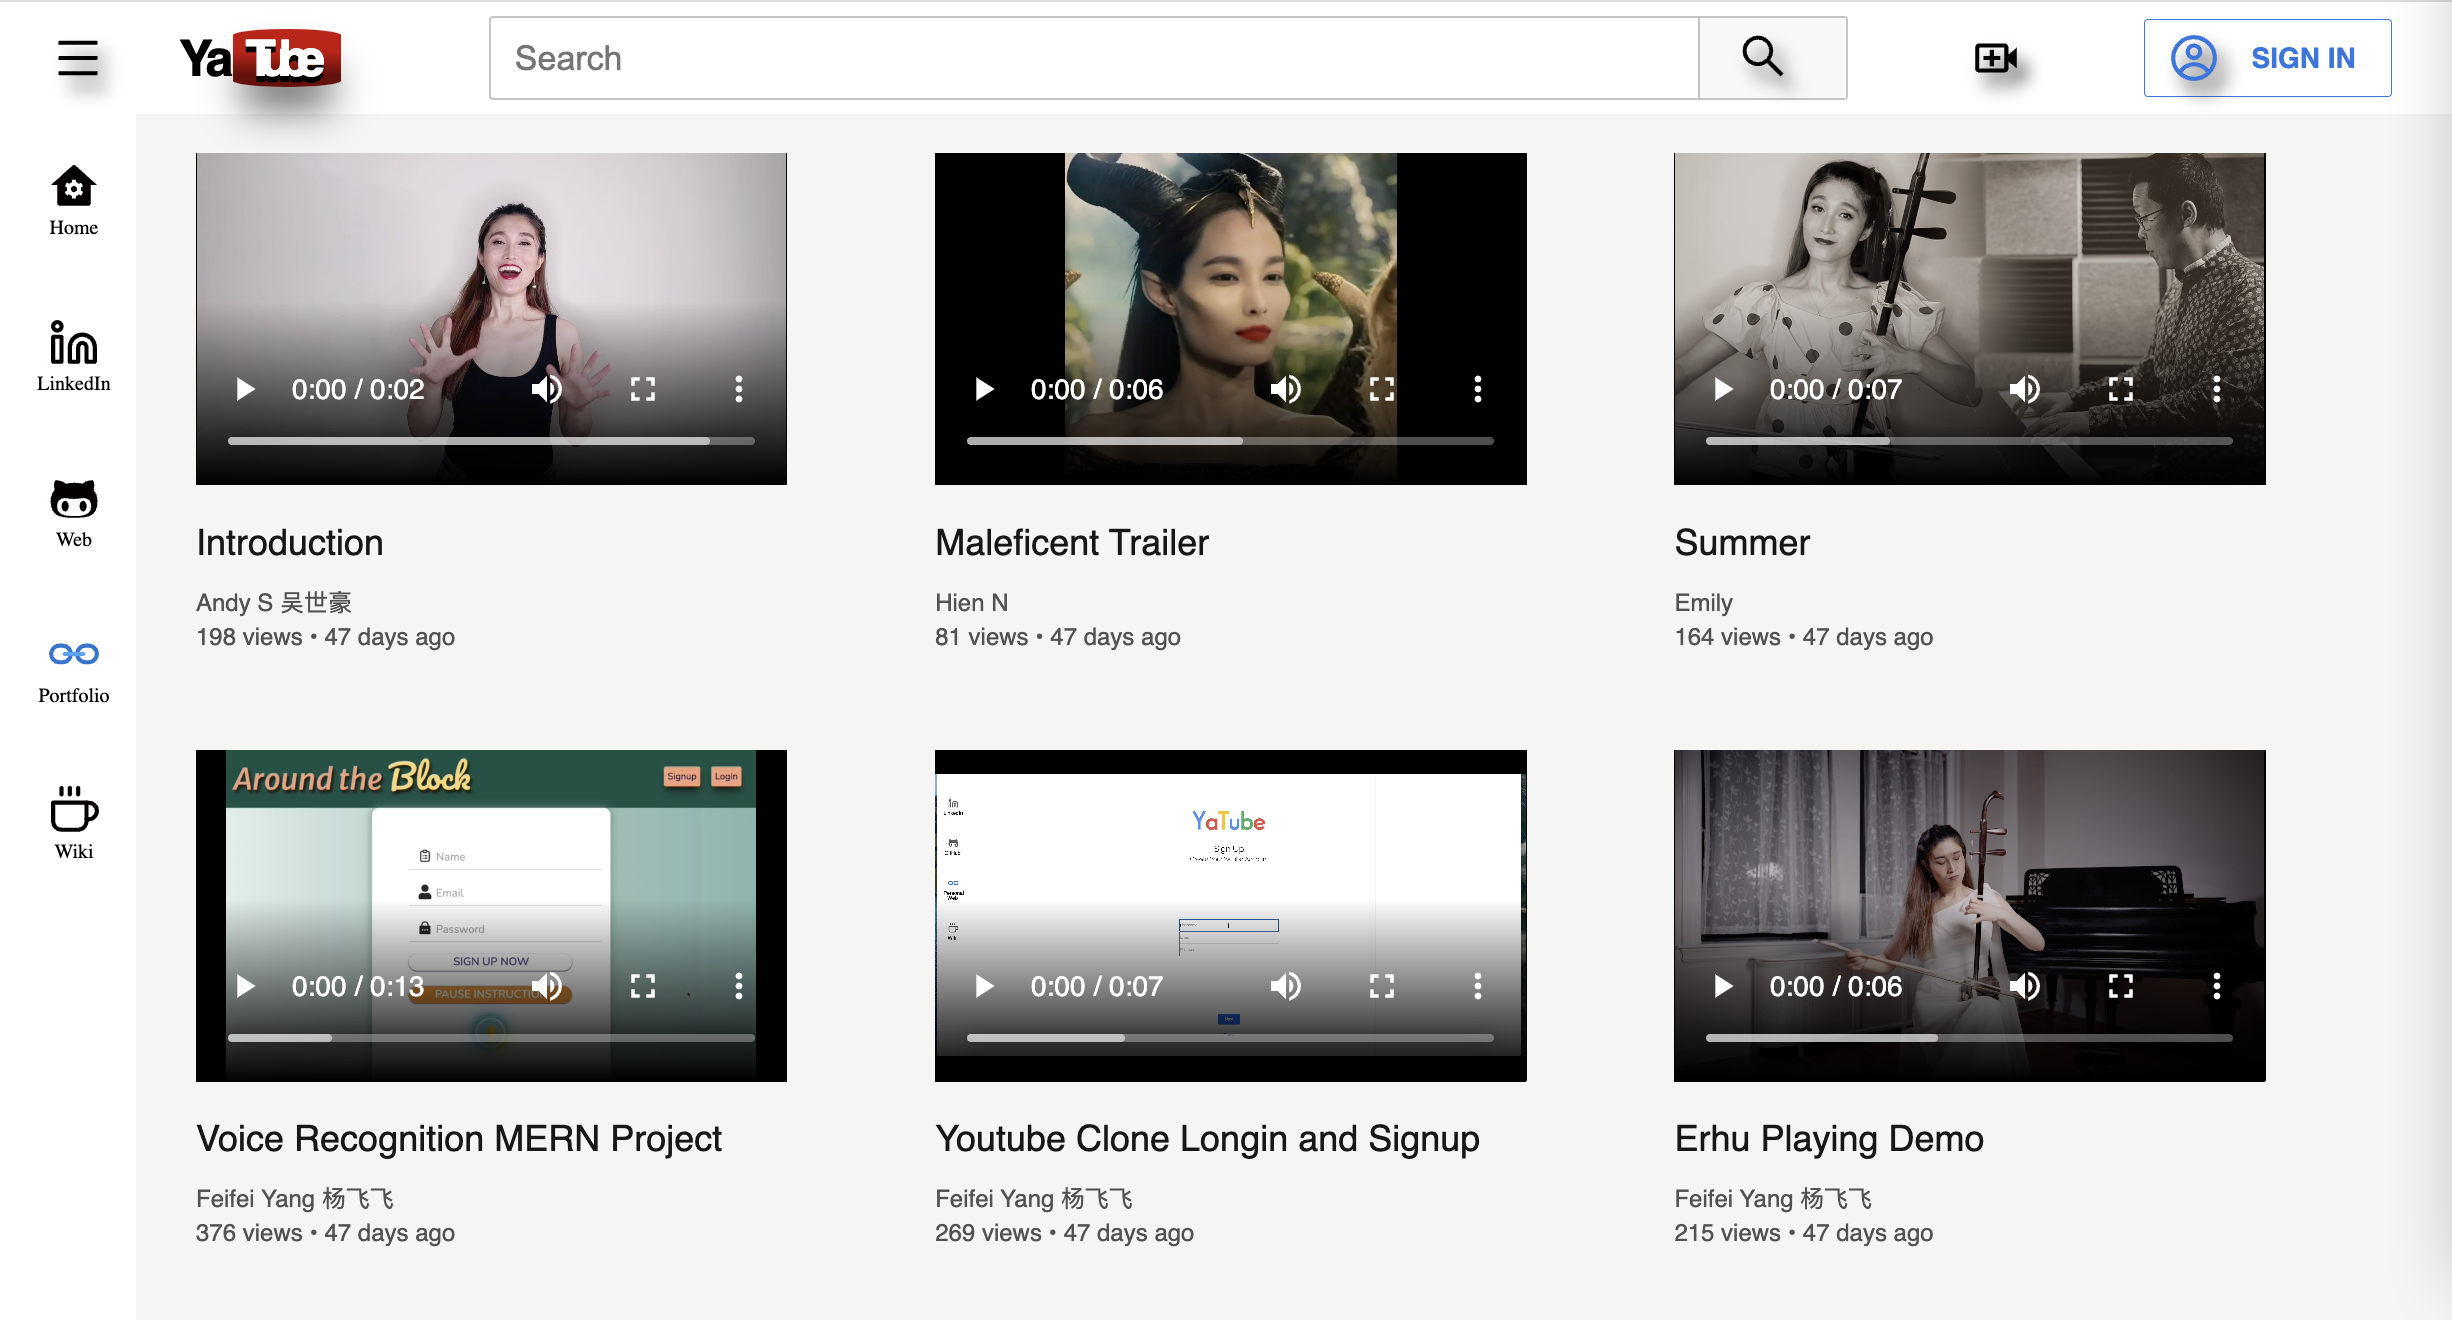 YaTube
Search
SIGN IN
Home
LinkedIn
Web
Portfolio
Wiki
0:00 / 0:02
0:00 / 0:06
0:00 / 0:07
Introduction
Andy S 吴世豪
198 views • 47 days ago
Maleficent Trailer
Hien N
81 views • 47 days ago
Summer
Emily
164 views • 47 days ago
Around the Block
Signup
Login
Name
Email
Password
SIGN UP NOW
PAUSE INSTRUCTIO
0:00 / 0:13
YaTube
Sign Up
LinkedIn
GitHub
Personal
Web
Wiki
0:00 / 0:07
0:00 / 0:06
Voice Recognition MERN Project
Feifei Yang 杨飞飞
376 views • 47 days ago
Youtube Clone Longin and Signup
Feifei Yang 杨飞飞
269 views • 47 days ago
Erhu Playing Demo
Feifei Yang 杨飞飞
215 views • 47 days ago